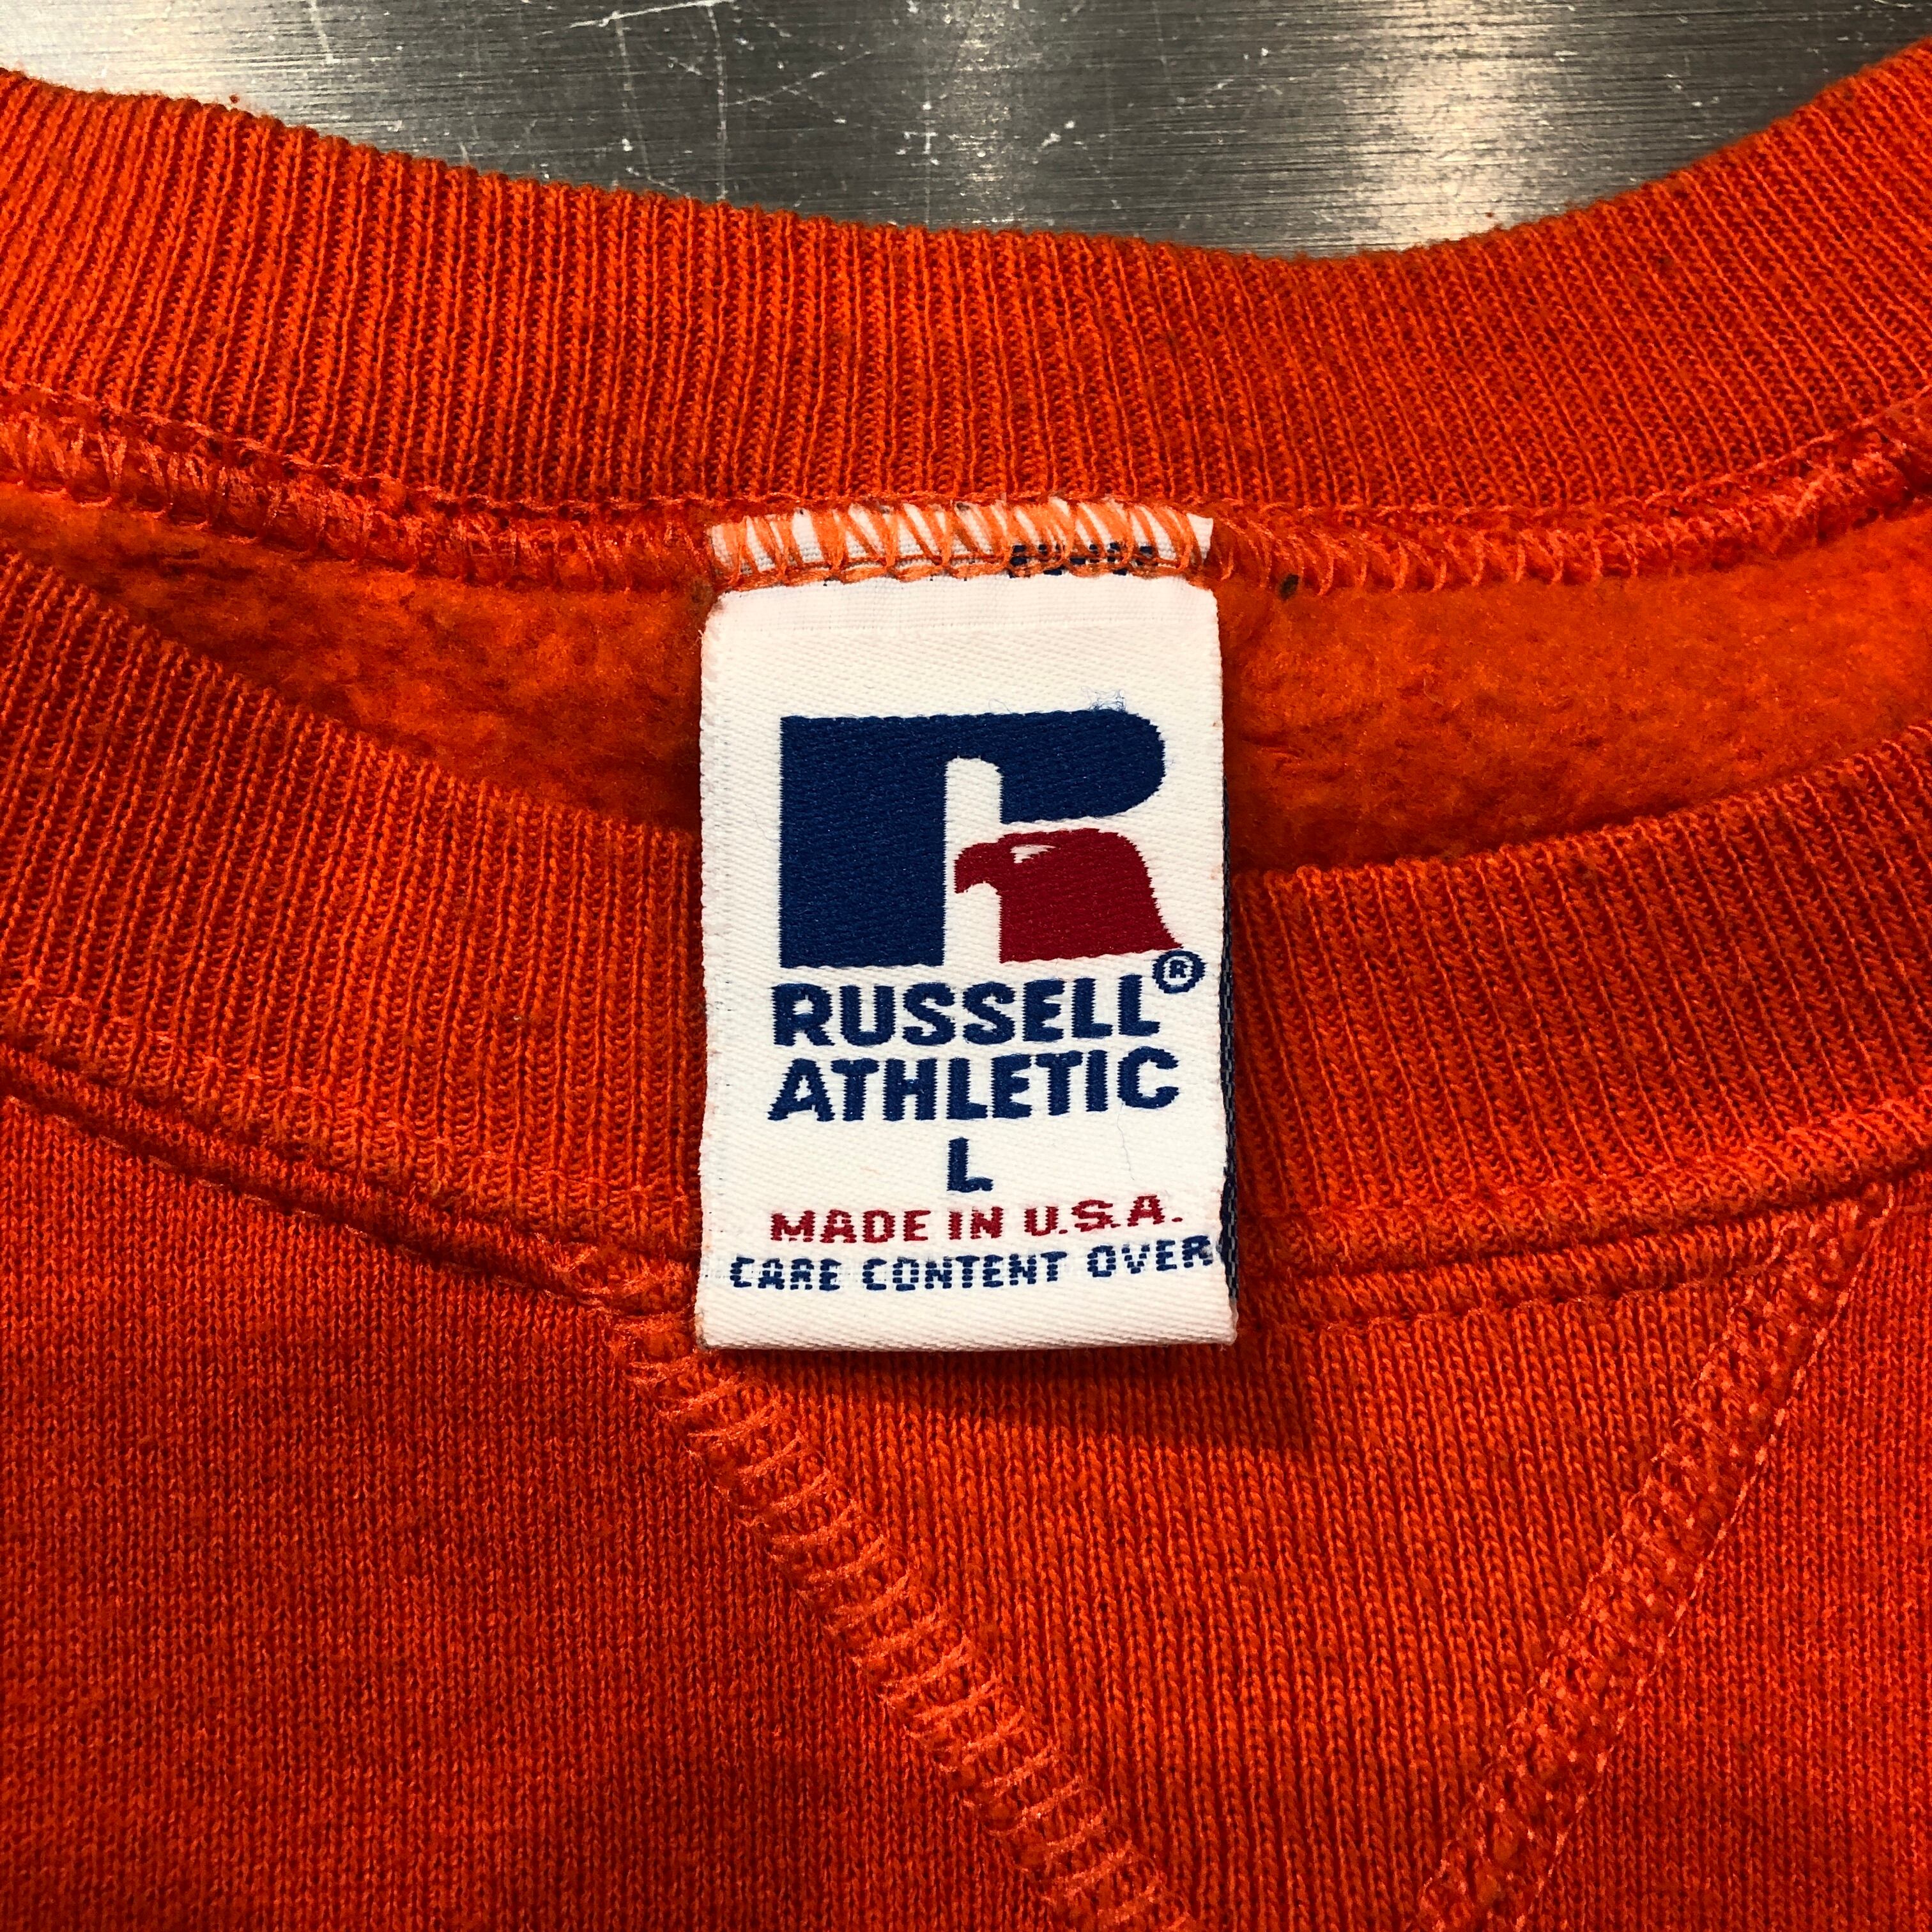 RUSSELL®
ATHLETIC
L
MADE IN U.S.A.
CARE CONTENT OVER